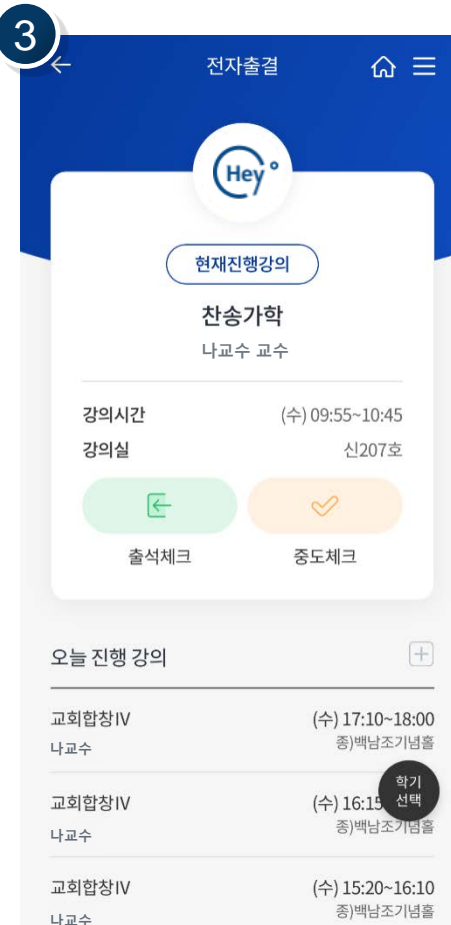 3
전자출결
Hey
현재진행강의
찬송가학
나교수 교수
강의시간 (수) 09:55~10:45
강의실 신207호
출석체크 중도체크
오늘 진행 강의
교회합창IV (수) 17:10~18:00
나교수 종)백남조기념홀
교회합창IV (수) 16:15
학기
선택
나교수 종)백남조기념홀
교회합창IV (수) 15:20~16:10
나교수 종)백남조기념홀